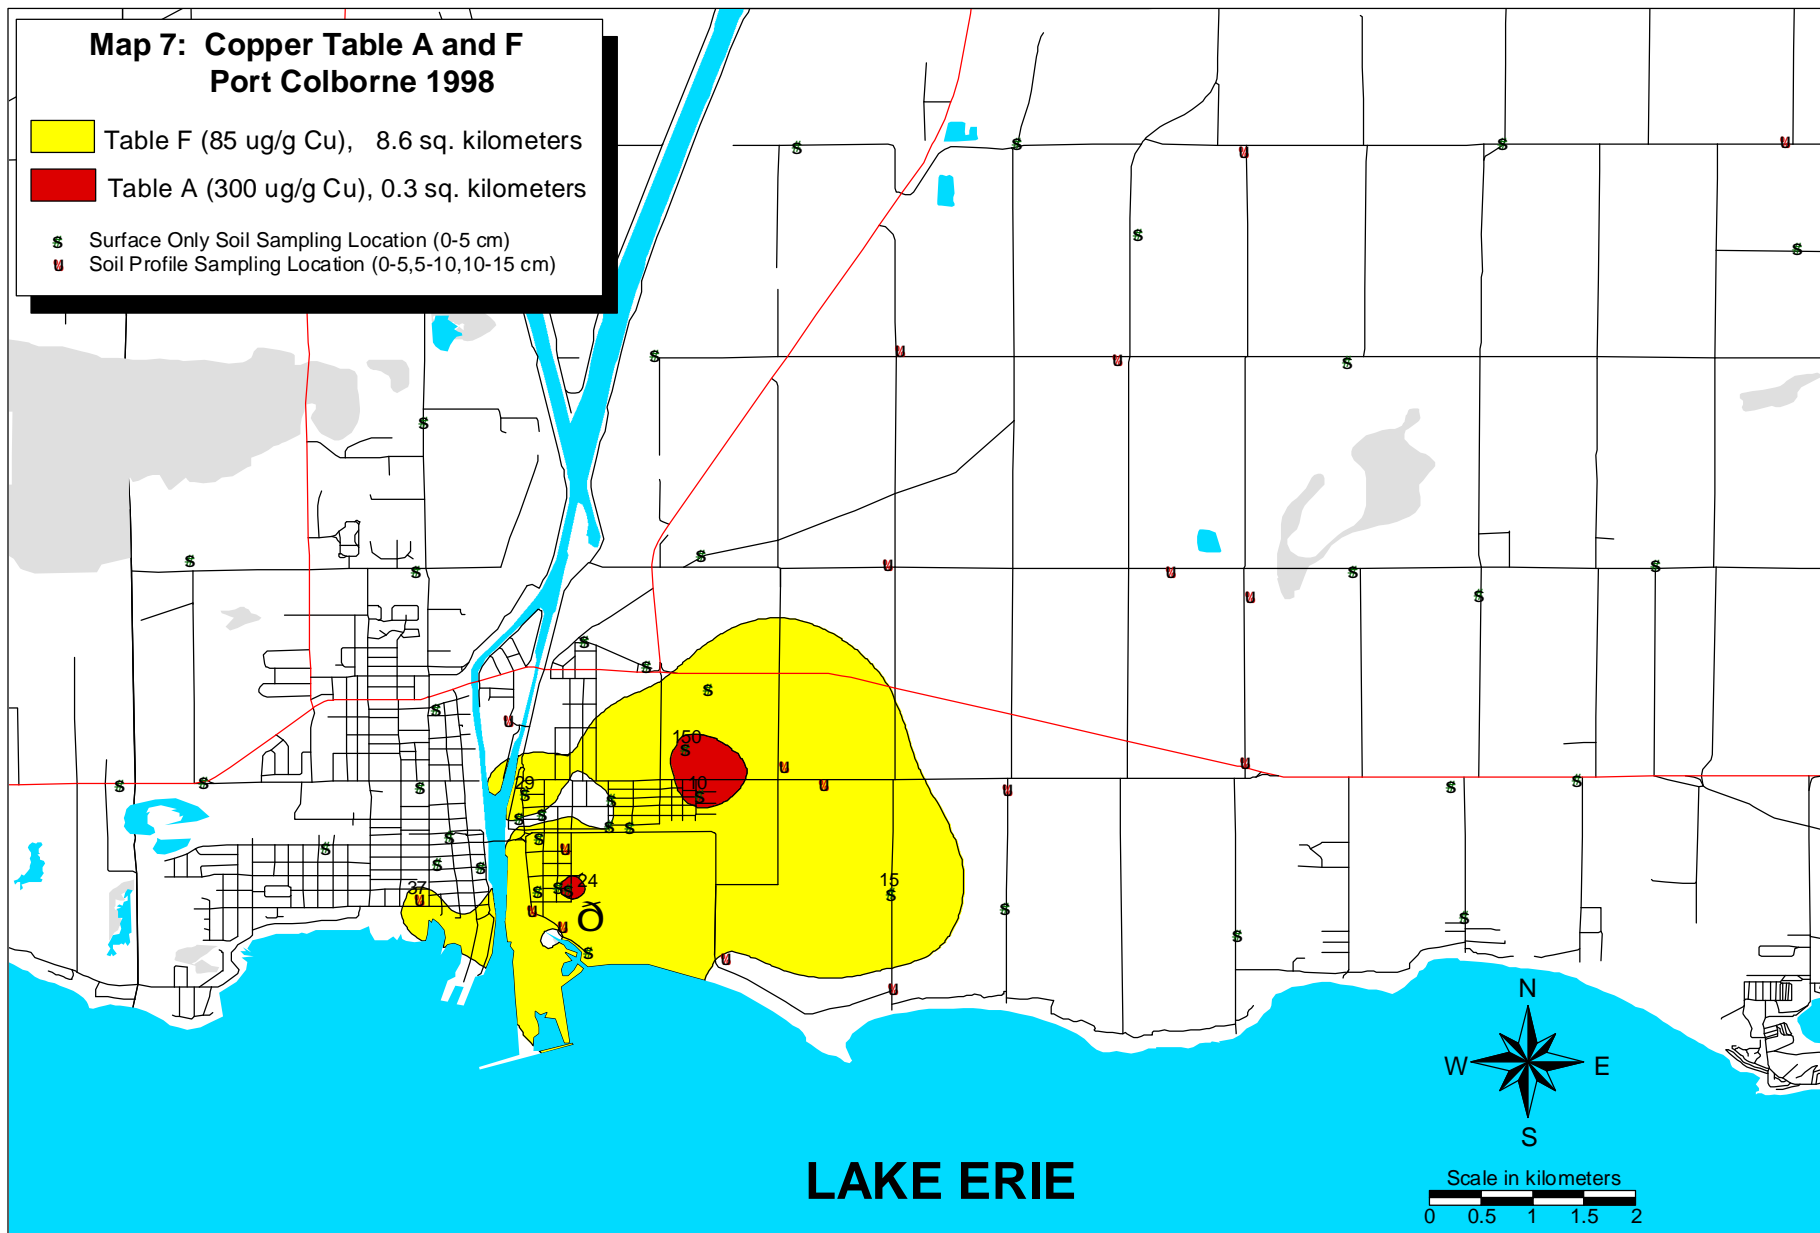 Map 7: Copper Table A and F
Port Colborne 1998
Table F (85 ug/g Cu), 8.6 sq. kilometers
Table A (300 ug/g Cu), 0.3 sq. kilometers
$ Surface Only Soil Sampling Location (0-5 cm)
Soil Profile Sampling Location (0-5,5-10,10-15 cm)
150
10
29
24
37
15
ð
N
W E
S
LAKE ERIE
Scale in kilometers
0 0.5 1 1.5 2